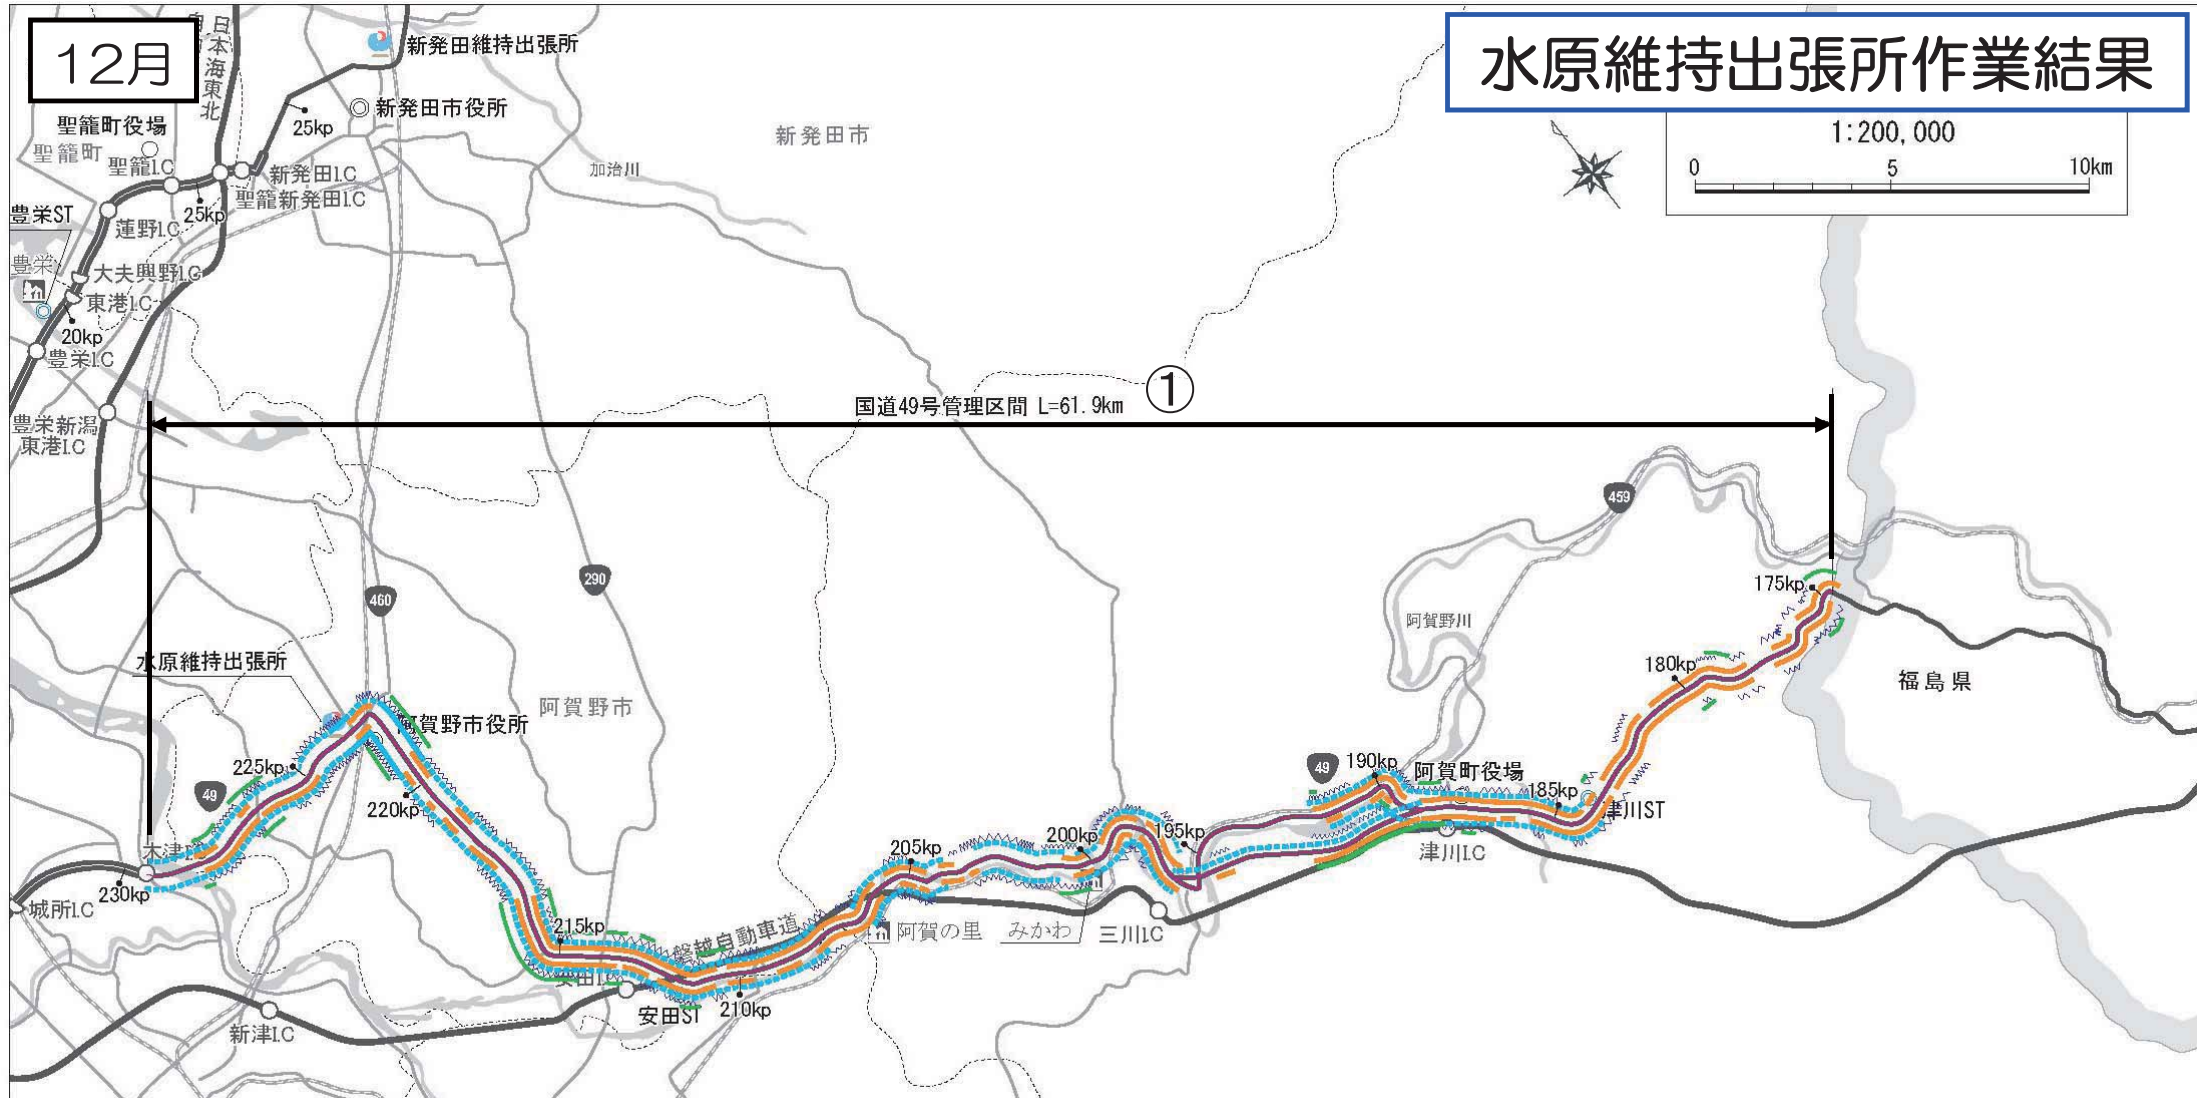 12月
水原維持出張所作業結果
1:200,000
0
5
10km
日本海東北
新発田維持出張所
新発田市役所
25kp
聖籠町役場
聖籠町
聖籠I.C
新発田I.C
聖籠新発田I.C
25kp
新発田市
加治川
豊栄ST
蓮野I.C
豊栄
大夫興野I.C
東港I.C
20kp
豊栄I.C
豊栄新潟
東港I.C
①
国道49号管理区間 L=61.9km
459
290
460
175kp
阿賀野川
水原維持出張所
180kp
福島県
阿賀野市
阿賀野市役所
225kp
49
220kp
49
190kp
阿賀町役場
185kp
津川ST
木津I.C
230kp
城所I.C
205kp
200kp
195kp
津川I.C
215kp
磐越自動車道
阿賀の里
みかわ
三川I.C
安田I.C
安田ST
210kp
新津I.C